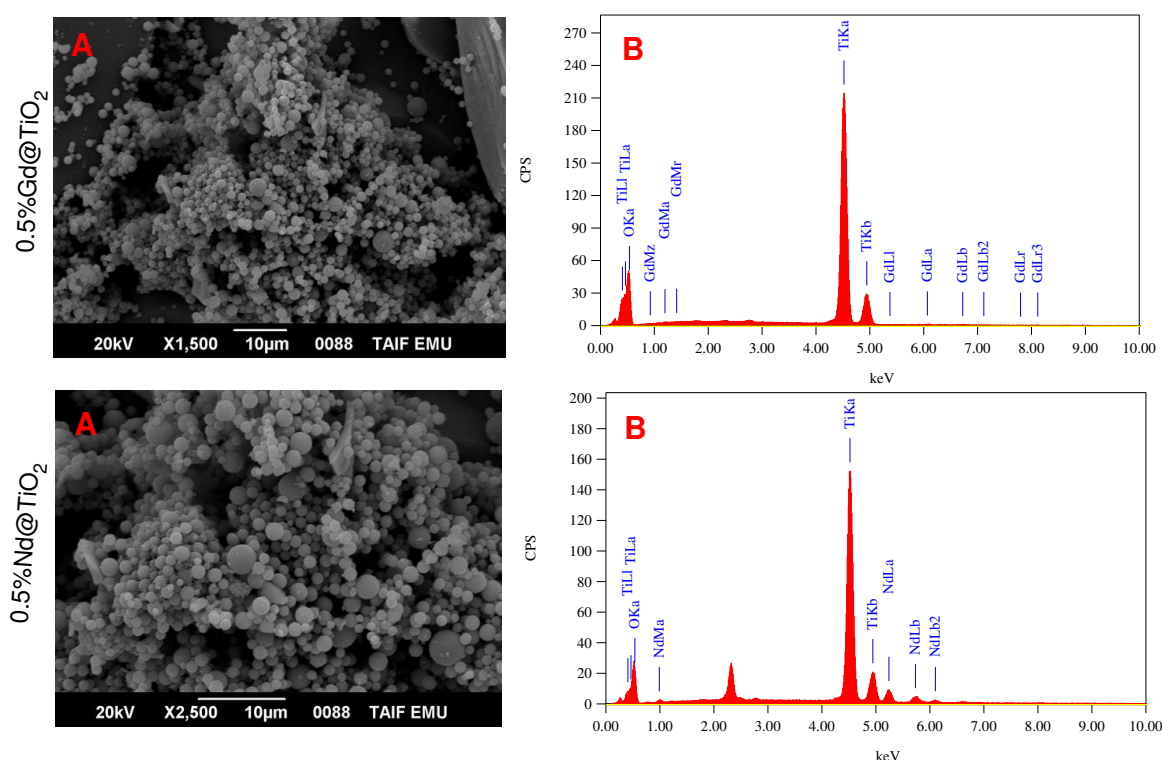 0.5%Gd@TiO2
A
20kV X1,500 10µm 0088 TAIF EMU
B
CPS
270
240
210
180
150
120
90
60
30
0
TiLl
TiLa
OKa
GdMz
GdMa
GdMr
TiKa
TiKb
GdLl
GdLa
GdLb
GdLb2
GdLr
GdLr3
0.00 1.00 2.00 3.00 4.00 5.00 6.00 7.00 8.00 9.00 10.00
keV
0.5%Nd@TiO2
A
20kV X2,500 10µm 0088 TAIF EMU
B
CPS
200
180
160
140
120
100
80
60
40
20
0
TiLl
TiLa
OKa
NdMa
TiKa
TiKb
NdLa
NdLb
NdLb2
0.00 1.00 2.00 3.00 4.00 5.00 6.00 7.00 8.00 9.00 10.00
keV